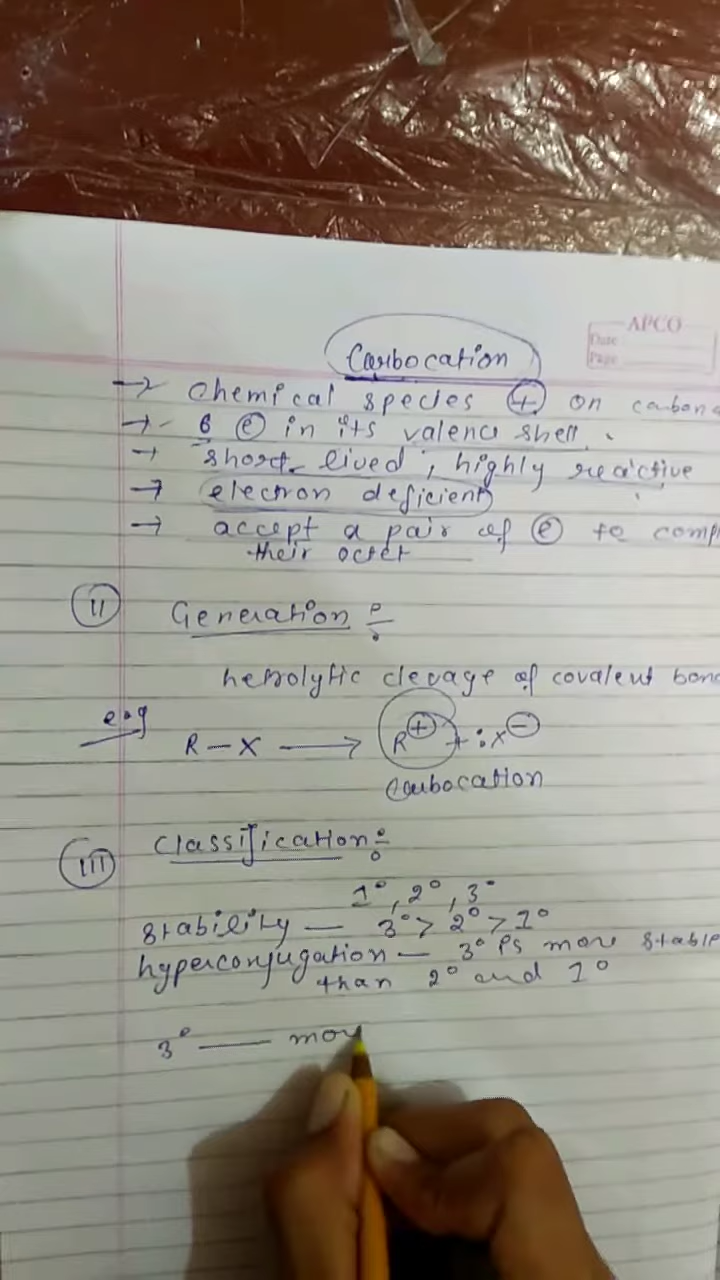 APCO
Date
Page
Carbocation
→ chemical species ⊕ on carbon
→ 6 ⓔ in its valence shell.
→ short-lived, highly reactive
→ electron deficient
→ accept a pair of ⓔ to comp
their octet
II Generation:
hetrolytic clevage of covalent bond
e.g R-X → R⊕ + :X⊖
Carbocation
III Classification:
1°, 2°, 3°
stability — 3° > 2° > 1°
hyperconjugation — 3° is more stable
than 2° and 1°
3° — mor